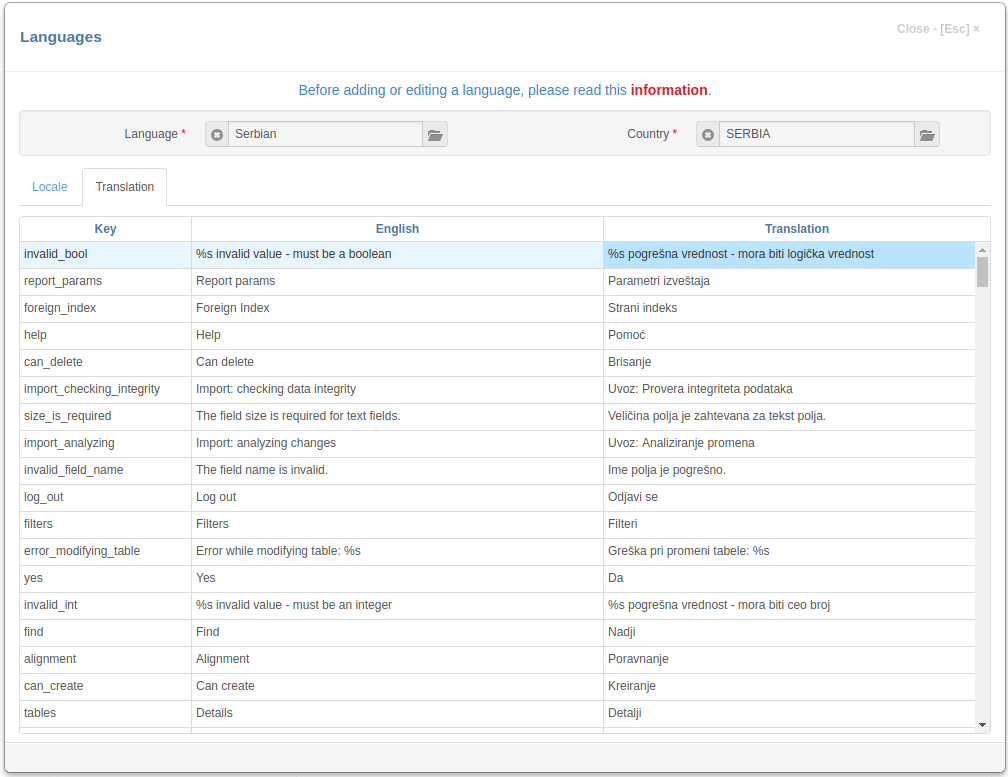 Languages
Close - [Esc] ×
Before adding or editing a language, please read this information.
Language * Serbian Country * SERBIA
Locale Translation
Key English Translation
invalid_bool %s invalid value - must be a boolean %s pogrešna vrednost - mora biti logička vrednost
report_params Report params Parametri izveštaja
foreign_index Foreign Index Strani indeks
help Help Pomoć
can_delete Can delete Brisanje
import_checking_integrity Import: checking data integrity Uvoz: Provera integriteta podataka
size_is_required The field size is required for text fields. Veličina polja je zahtevana za tekst polja.
import_analyzing Import: analyzing changes Uvoz: Analiziranje promena
invalid_field_name The field name is invalid. Ime polja je pogrešno.
log_out Log out Odjavi se
filters Filters Filteri
error_modifying_table Error while modifying table: %s Greška pri promeni tabele: %s
yes Yes Da
invalid_int %s invalid value - must be an integer %s pogrešna vrednost - mora biti ceo broj
find Find Nadji
alignment Alignment Poravnanje
can_create Can create Kreiranje
tables Details Detalji